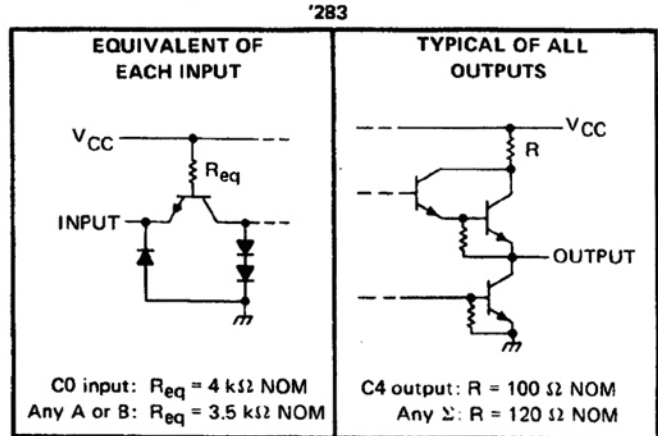 '283
EQUIVALENT OF
EACH INPUT
VCC
Req
INPUT
C0 input: Req = 4 kΩ NOM
Any A or B: Req = 3.5 kΩ NOM
TYPICAL OF ALL
OUTPUTS
VCC
R
OUTPUT
C4 output: R = 100 Ω NOM
Any Σ: R = 120 Ω NOM